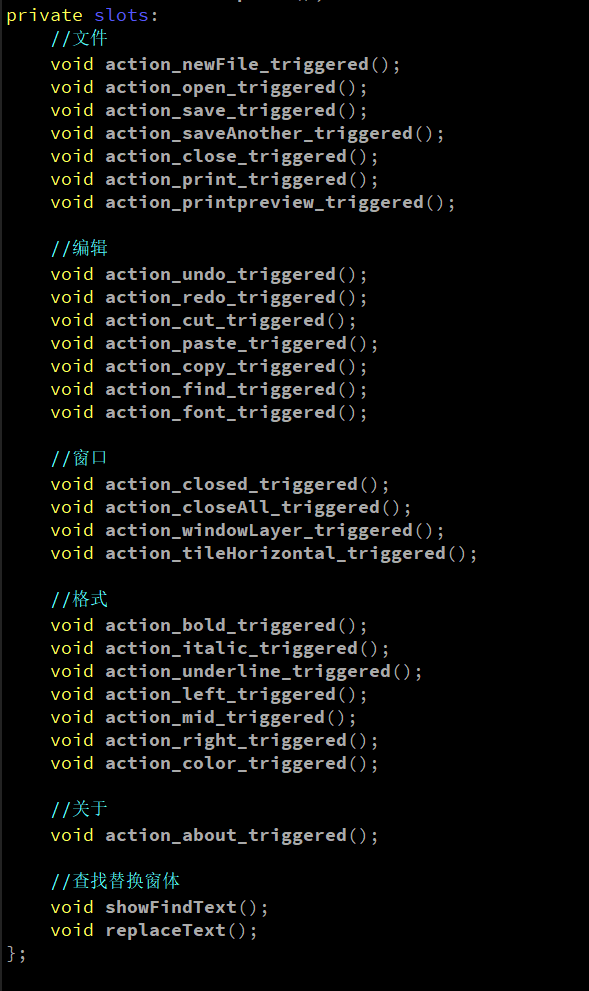 private slots:
//文件
void action_newFile_triggered();
void action_open_triggered();
void action_save_triggered();
void action_saveAnother_triggered();
void action_close_triggered();
void action_print_triggered();
void action_printpreview_triggered();
//编辑
void action_undo_triggered();
void action_redo_triggered();
void action_cut_triggered();
void action_paste_triggered();
void action_copy_triggered();
void action_find_triggered();
void action_font_triggered();
//窗口
void action_closed_triggered();
void action_closeAll_triggered();
void action_windowLayer_triggered();
void action_tileHorizontal_triggered();
//格式
void action_bold_triggered();
void action_italic_triggered();
void action_underline_triggered();
void action_left_triggered();
void action_mid_triggered();
void action_right_triggered();
void action_color_triggered();
//关于
void action_about_triggered();
//查找替换窗体
void showFindText();
void replaceText();
};